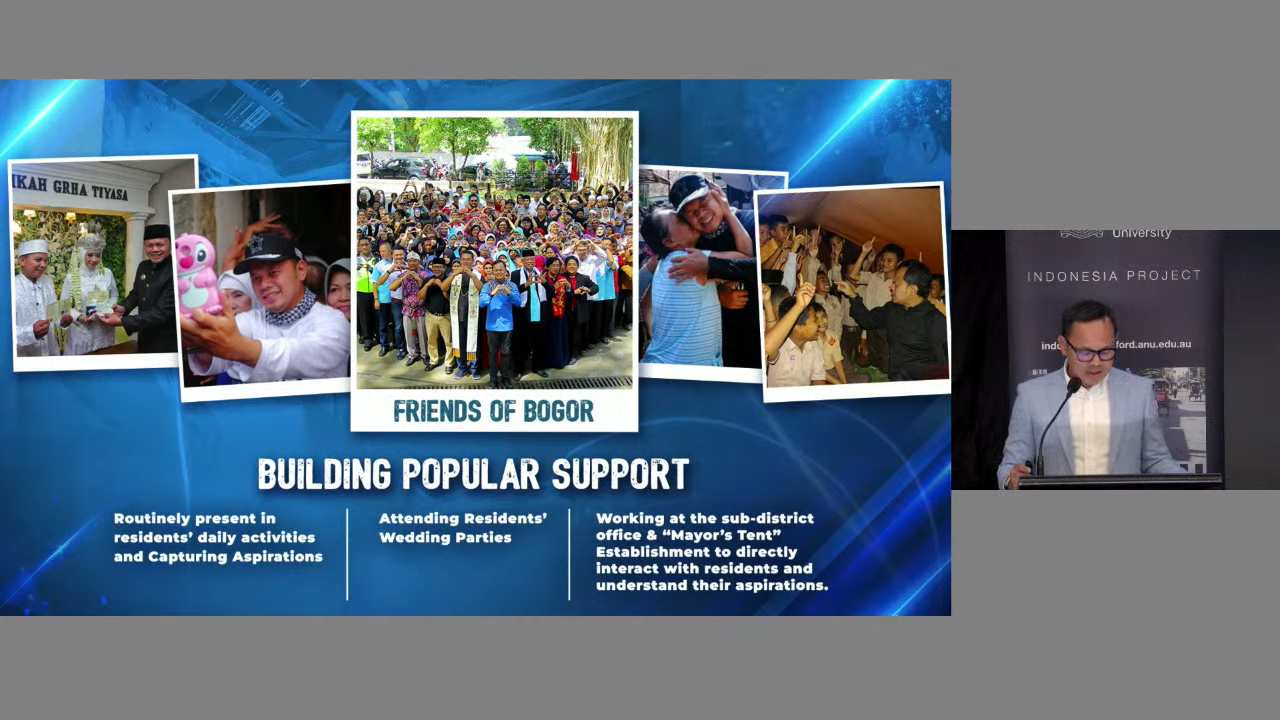 IKAH GRHA TIYASA
FRIENDS OF BOGOR
BUILDING POPULAR SUPPORT
Routinely present in
residents’ daily activities
and Capturing Aspirations
Attending Residents’
Wedding Parties
Working at the sub-district
office & “Mayor’s Tent”
Establishment to directly
interact with residents and
understand their aspirations.
University
INDONESIA PROJECT
indo ford.anu.edu.au